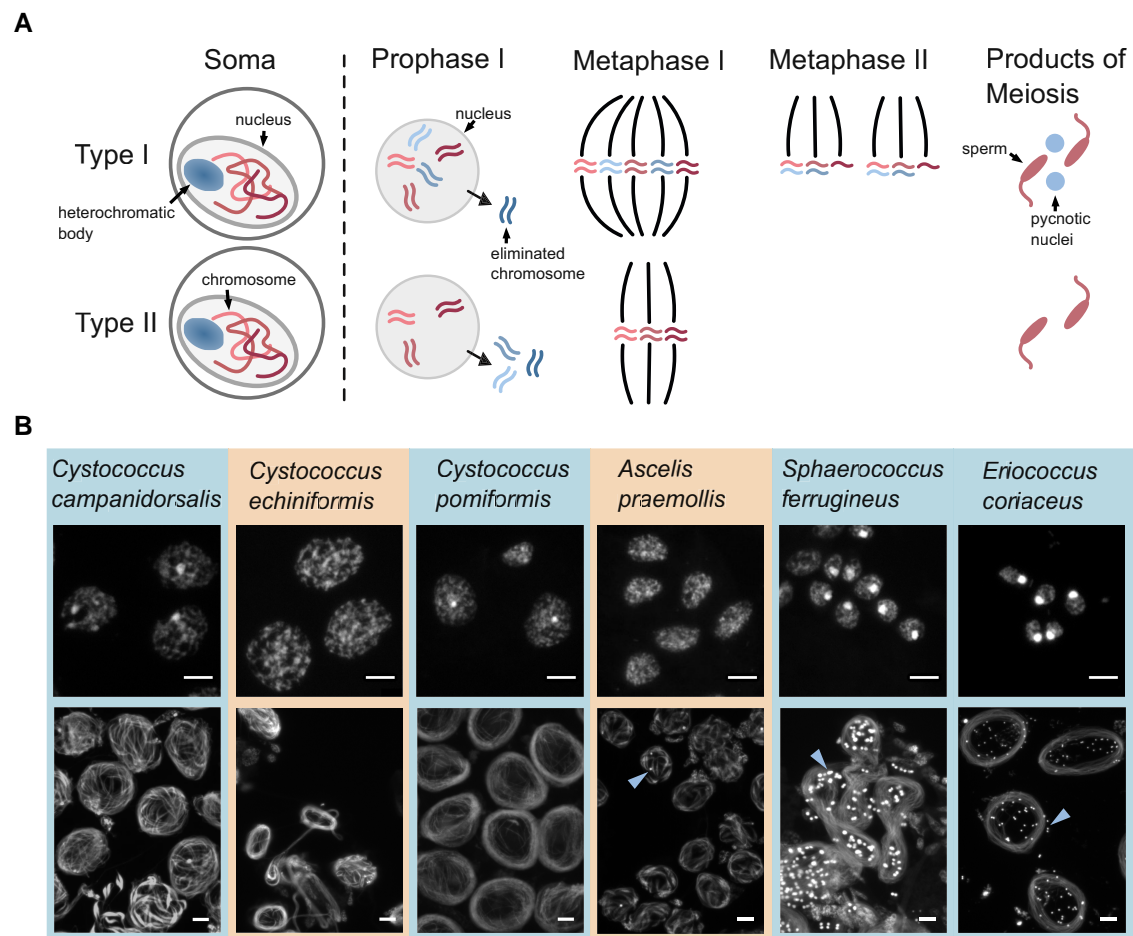 A
Soma
Prophase I
Metaphase I
Metaphase II
Products of
Meiosis
Type I
nucleus
heterochromatic
body
nucleus
eliminated
chromosome
sperm
pycnotic
nuclei
Type II
chromosome
B
Cystococcus
campanidorsalis
Cystococcus
echiniformis
Cystococcus
pomiformis
Ascelis
praemollis
Sphaerococcus
ferrugineus
Eriococcus
coriaceus